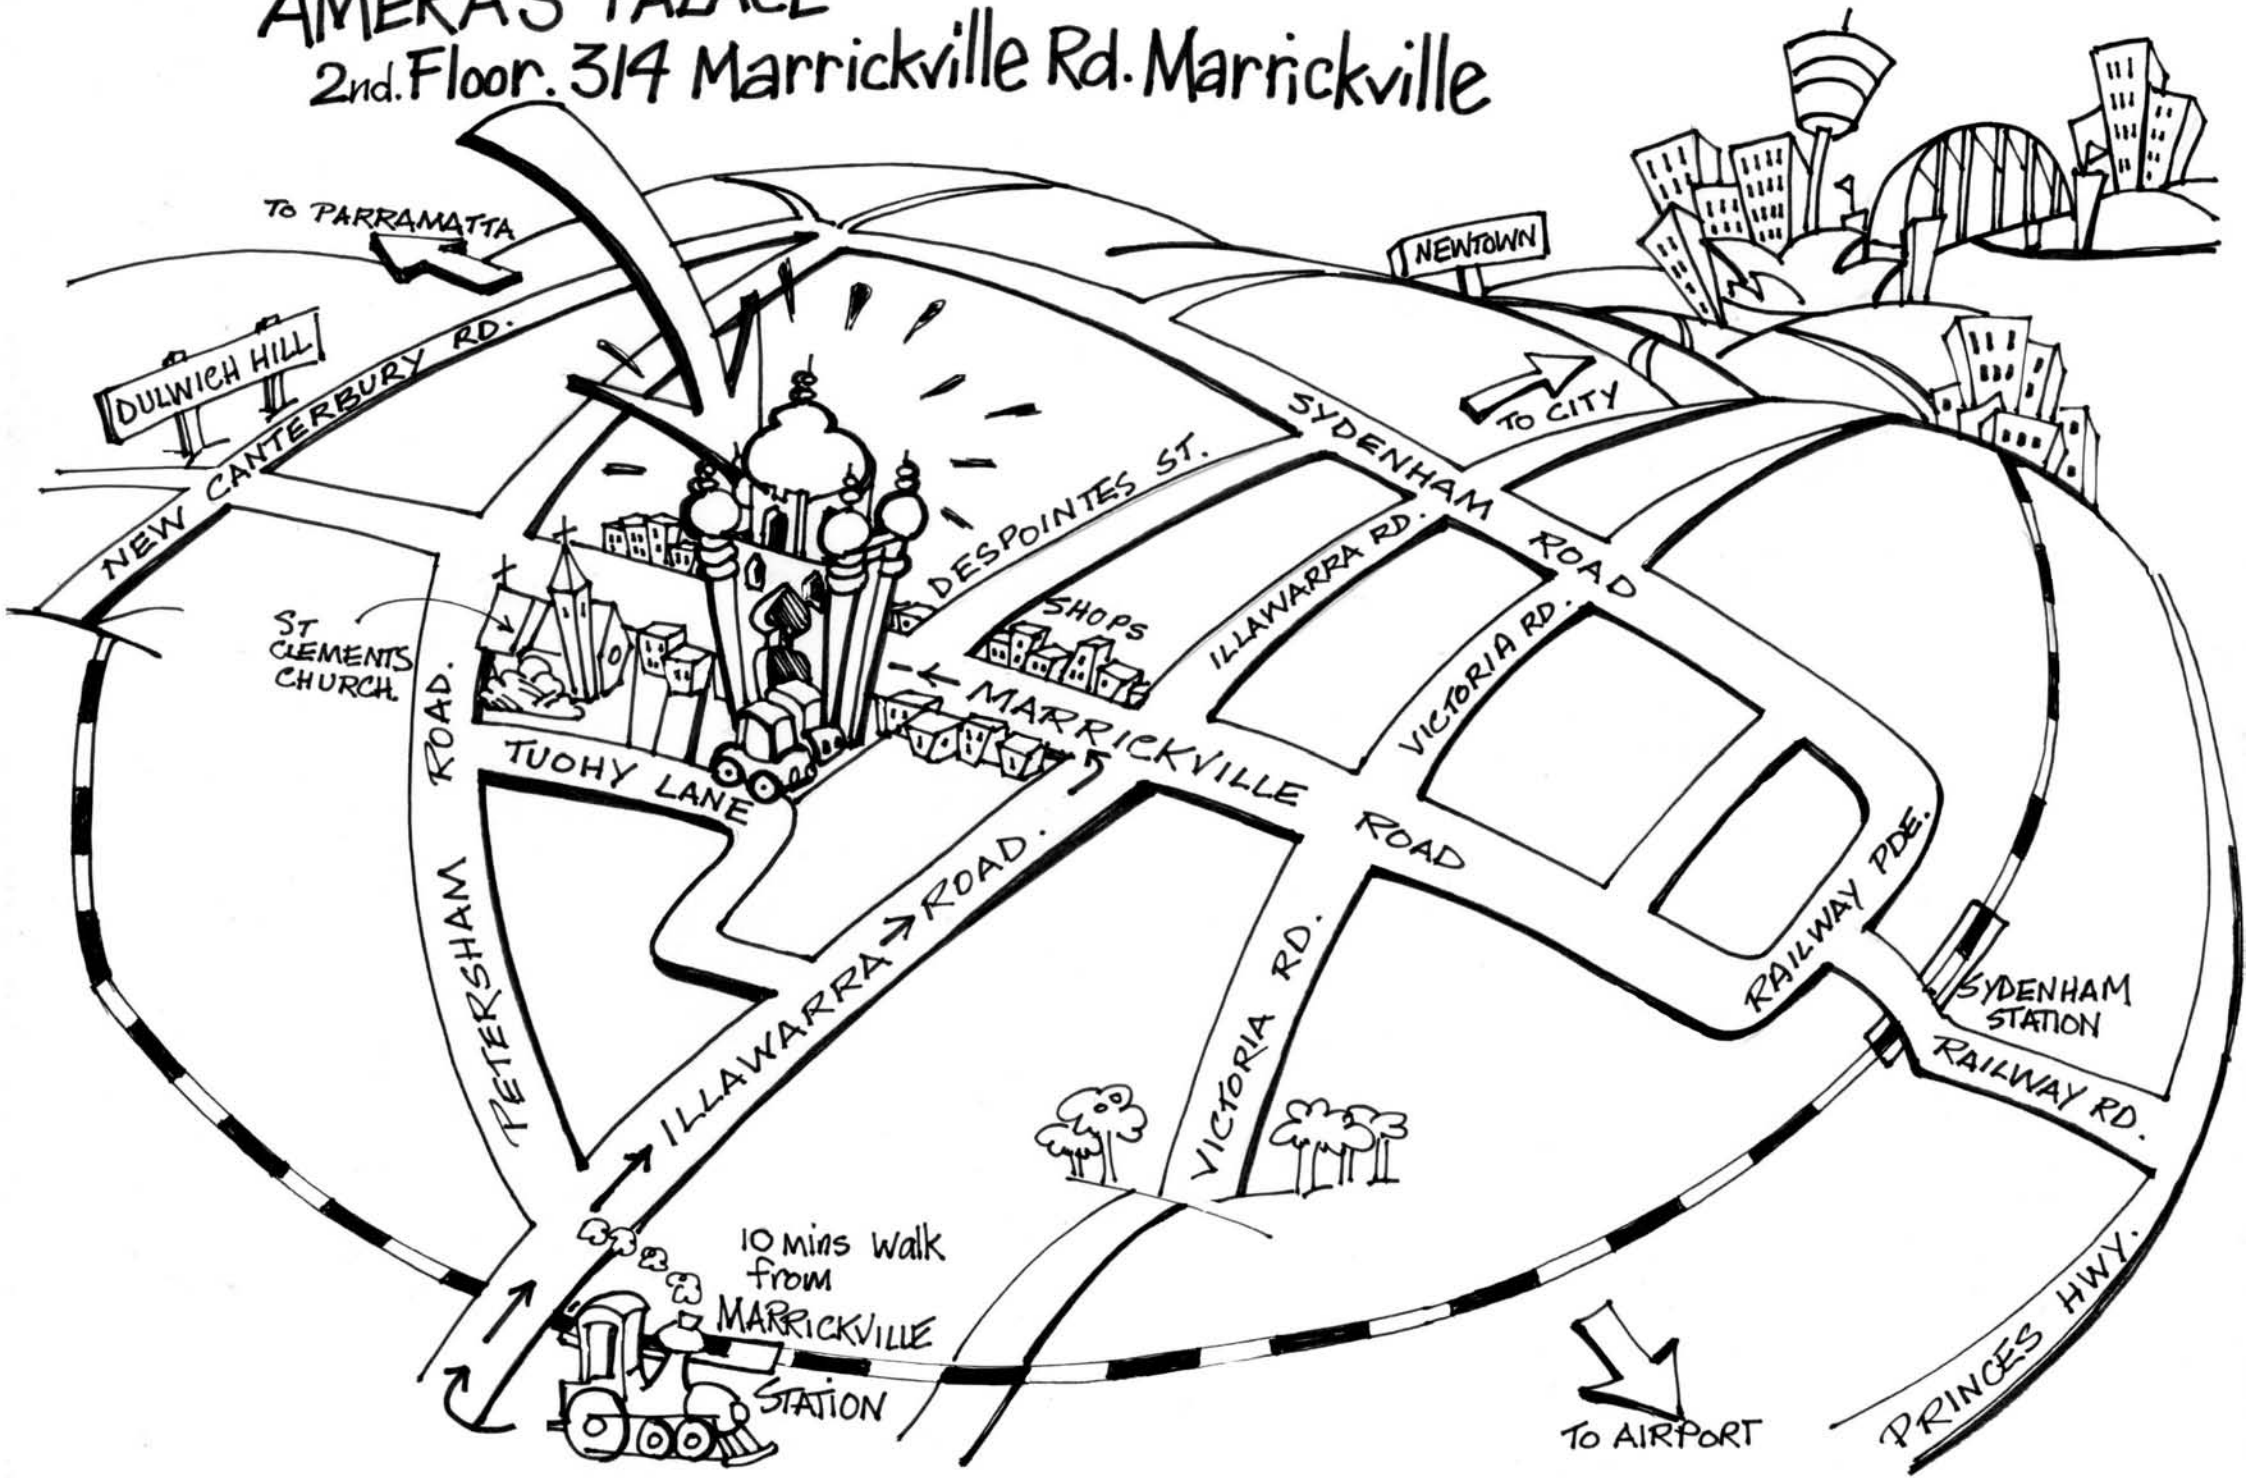 AMERA'S PALACE
2nd. Floor. 314 Marrickville Rd. Marrickville
TO PARRAMATTA
NEWTOWN
DULWICH HILL
NEW CANTERBURY RD.
TO CITY
SYDENHAM ROAD
DESPOINTES ST.
ILLAWARRA RD.
VICTORIA RD.
SHOPS
ST
CLEMENTS
CHURCH.
MARRICKVILLE ROAD
TUOHY LANE
PETERSHAM ROAD.
ILLAWARRA ROAD.
VICTORIA RD.
RAILWAY PDE.
SYDENHAM
STATION
RAILWAY RD.
10 mins walk
from
MARRICKVILLE
STATION
TO AIRPORT
PRINCES HWY.